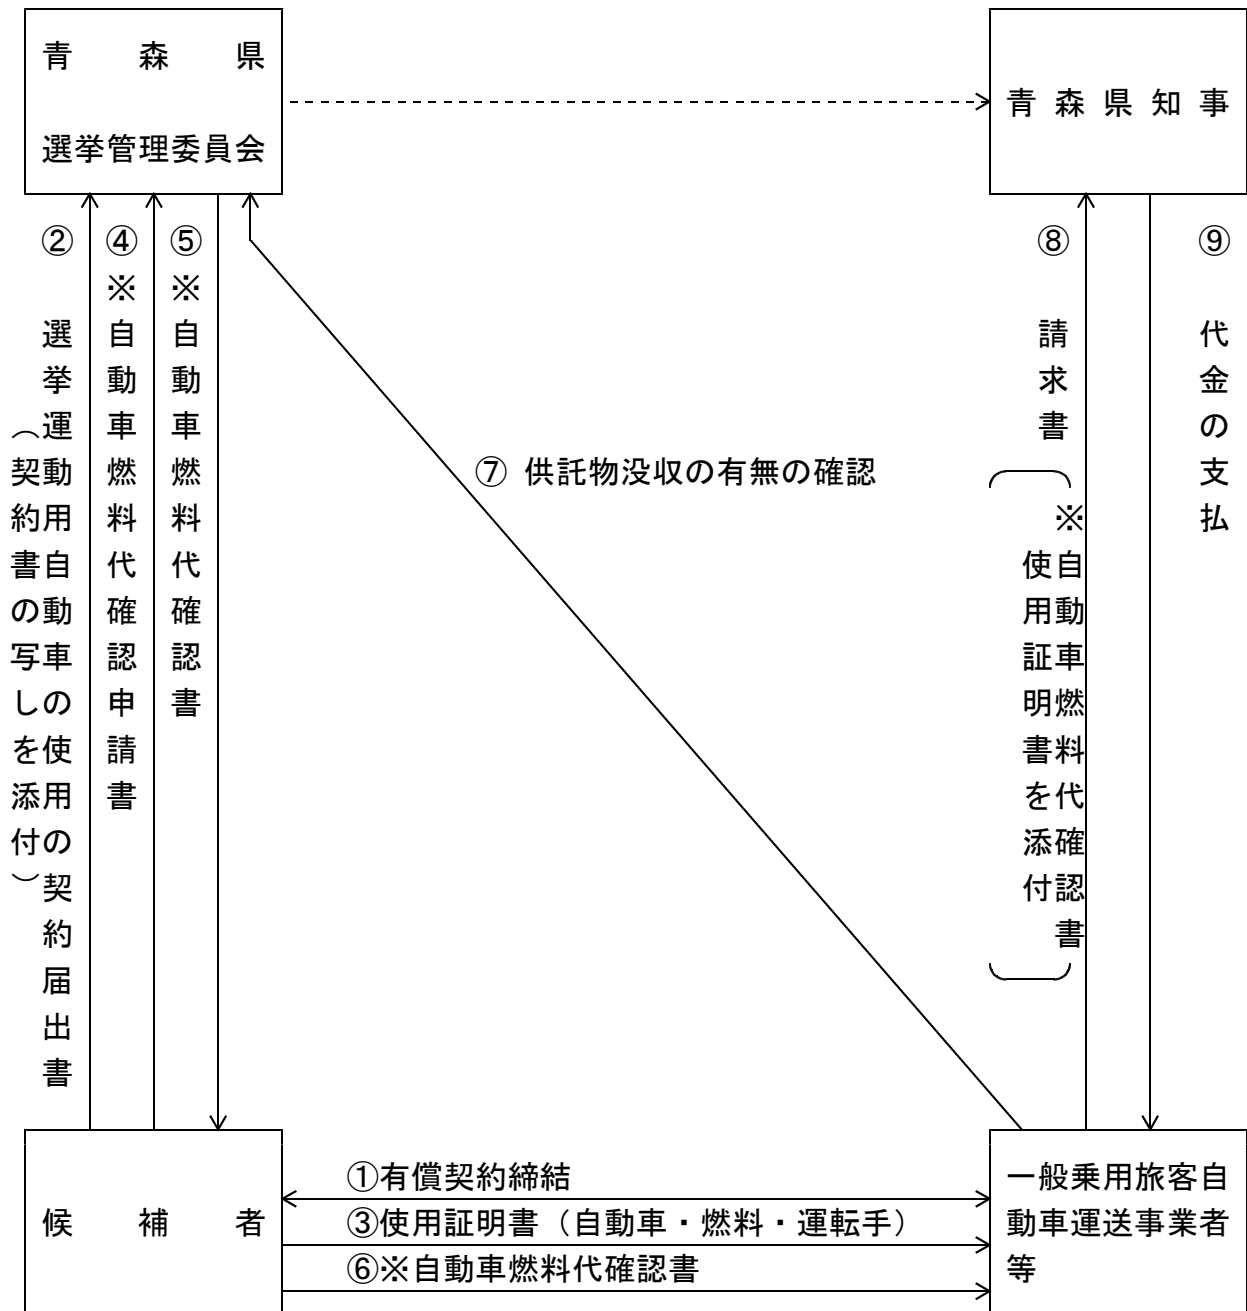 青森県
選挙管理委員会
青森県知事
② 選挙運動用自動車の使用の契約届出書
（契約書の写しを添付）
④※自動車燃料代確認申請書
⑤※自動車燃料代確認書
⑦ 供託物没収の有無の確認
⑧ 請求書
※自動車燃料代確認書
使用証明書を添付
⑨ 代金の支払
候補者
①有償契約締結
③使用証明書（自動車・燃料・運転手）
⑥※自動車燃料代確認書
一般乗用旅客自
動車運送事業者
等